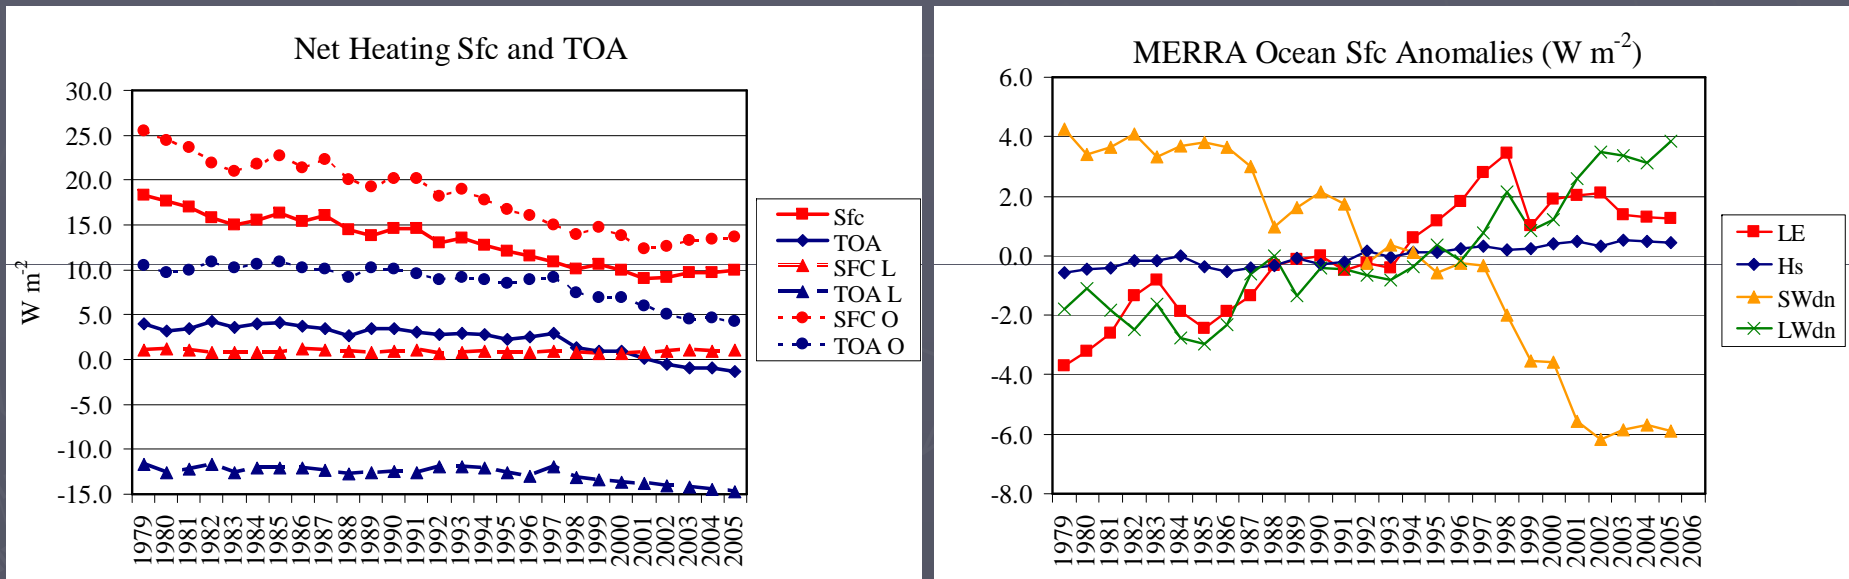 Net Heating Sfc and TOA
30.0
25.0
20.0
15.0
10.0
5.0
0.0
-5.0
-10.0
-15.0
W m-2
1979 1980 1981 1982 1983 1984 1985 1986 1987 1988 1989 1990 1991 1992 1993 1994 1995 1996 1997 1998 1999 2000 2001 2002 2003 2004 2005
Sfc
TOA
SFC L
TOA L
SFC O
TOA O
MERRA Ocean Sfc Anomalies (W m-2)
6.0
4.0
2.0
0.0
-2.0
-4.0
-6.0
-8.0
1979 1980 1981 1982 1983 1984 1985 1986 1987 1988 1989 1990 1991 1992 1993 1994 1995 1996 1997 1998 1999 2000 2001 2002 2003 2004 2005 2006
LE
Hs
SWdn
LWdn